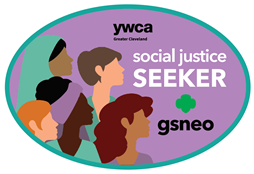 ywca
Greater Cleveland
social justice
SEEKER
gsneo